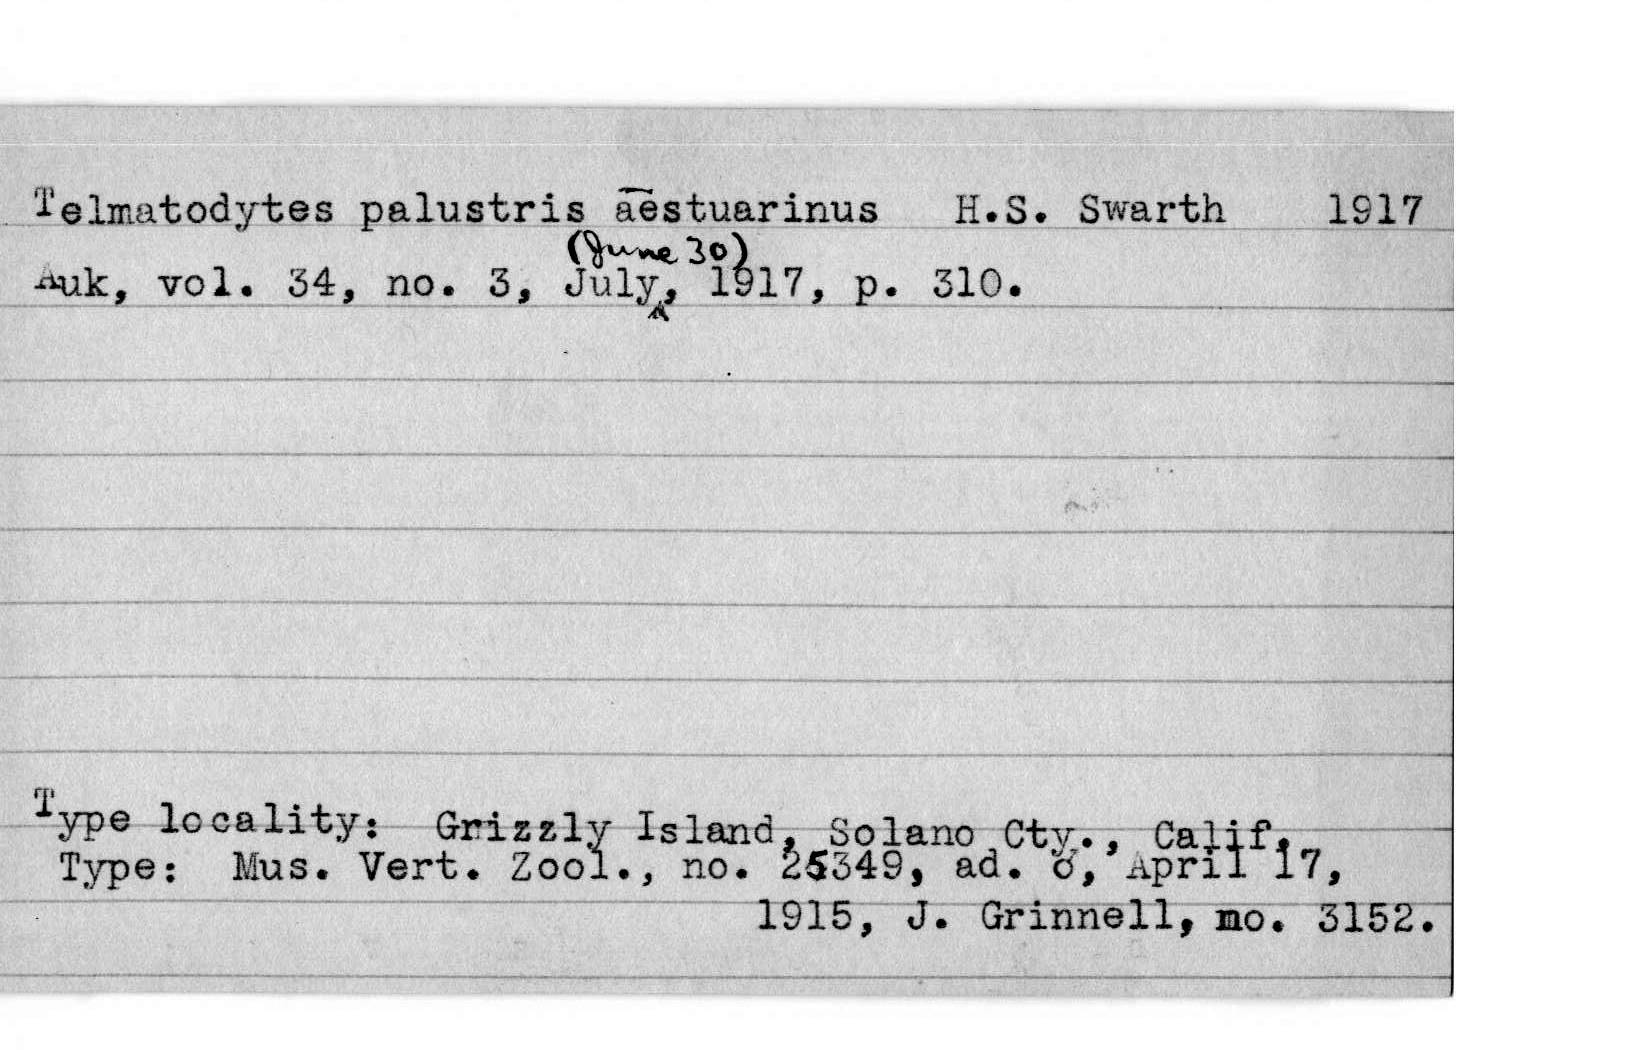 Telmatodytes palustris aestuarinus H.S. Swarth 1917
(June 30)
Auk, vol. 34, no. 3, July, 1917, p. 310.
Type locality: Grizzly Island, Solano Cty., Calif.
Type: Mus. Vert. Zool., no. 25349, ad. ♂, April 17,
1915, J. Grinnell, no. 3152.